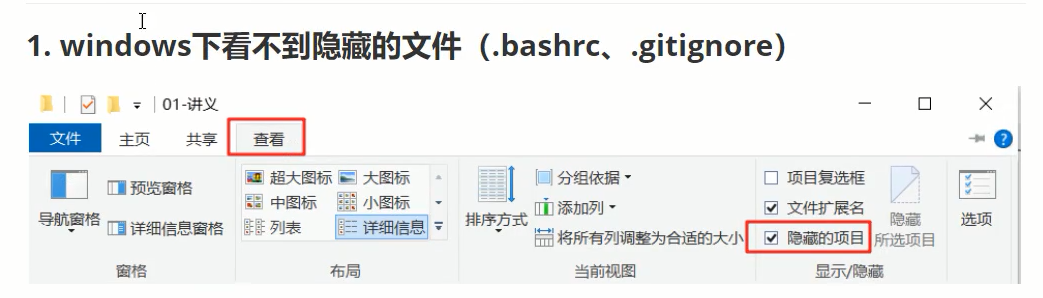 1. windows下看不到隐藏的文件（.bashrc、.gitignore）
01-讲义
文件 主页 共享 查看
导航窗格
预览窗格
详细信息窗格
窗格
超大图标 大图标
中图标 小图标
列表 详细信息
布局
排序方式
分组依据
添加列
将所有列调整为合适的大小
当前视图
项目复选框
文件扩展名
隐藏的项目
隐藏
所选项目
显示/隐藏
选项